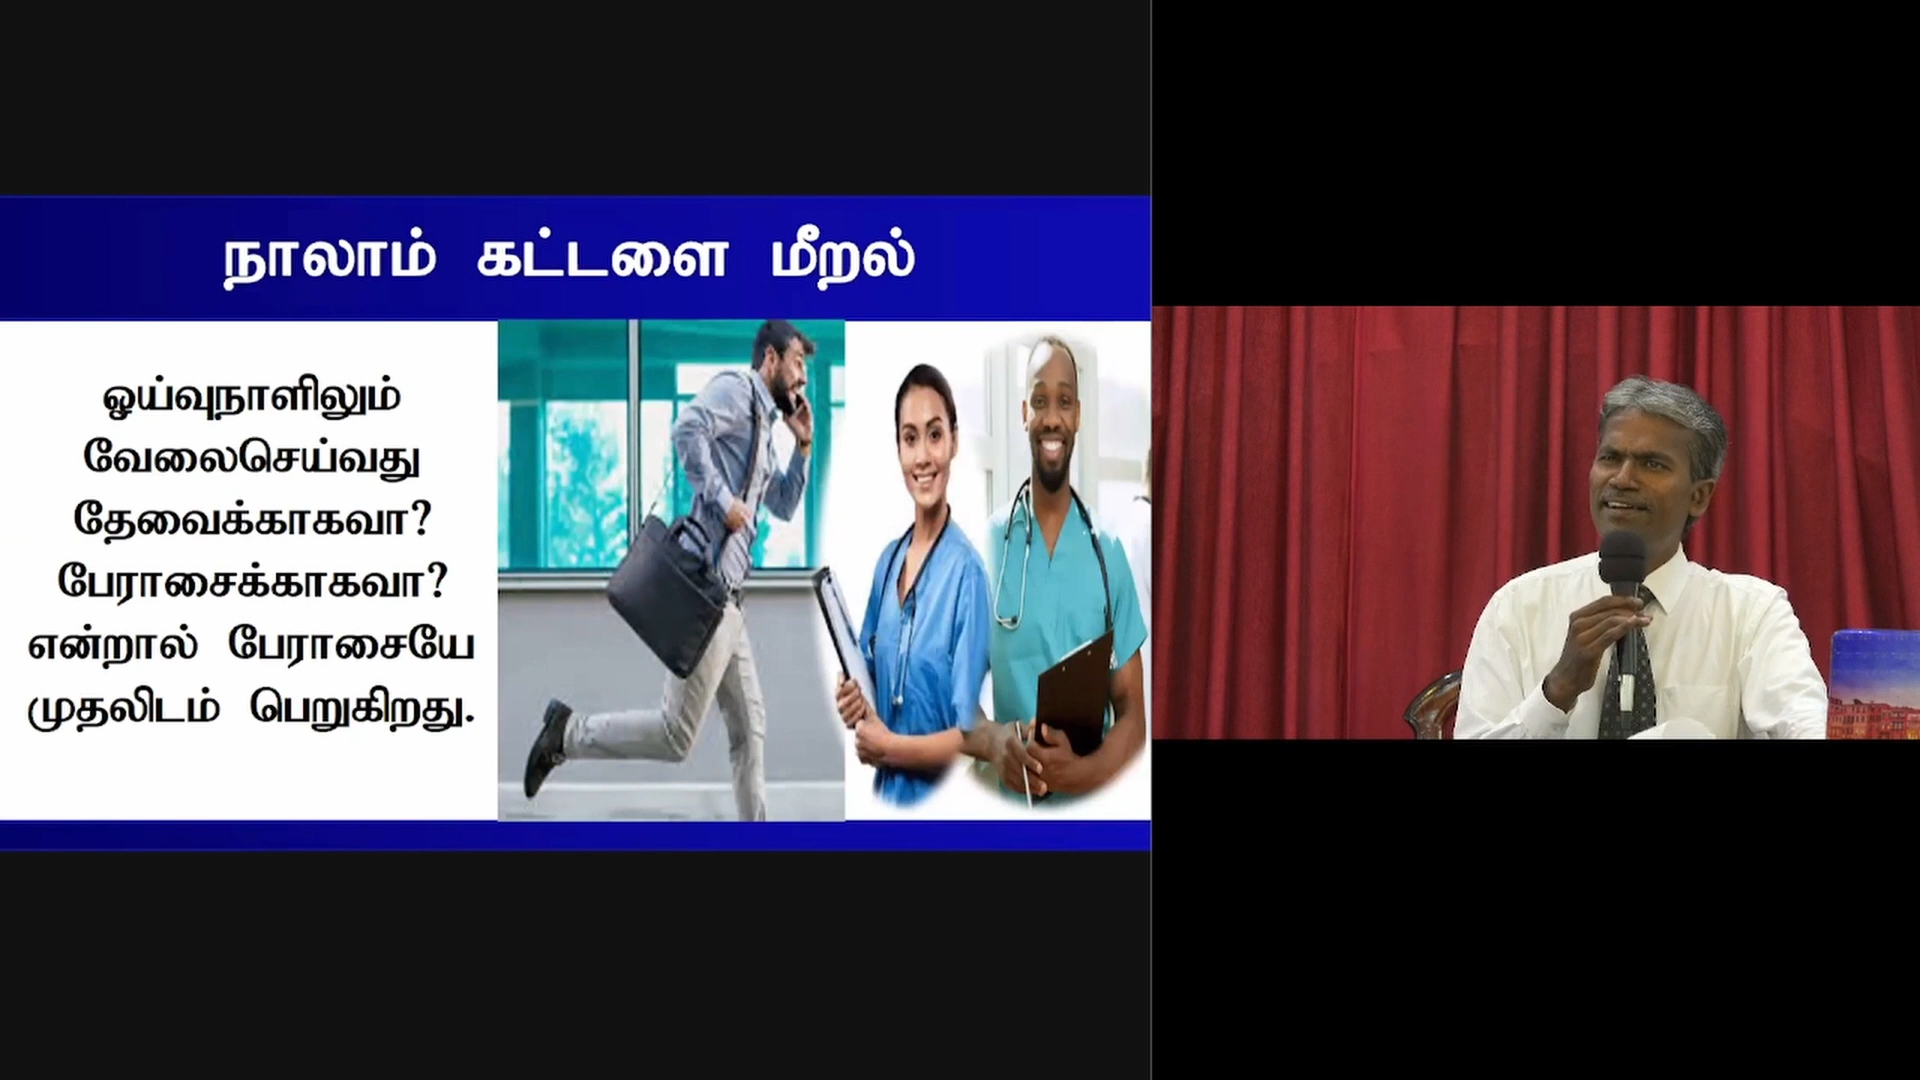 நாலாம் கட்டளை மீறல்
ஓய்வுநாளிலும்
வேலைசெய்வது
தேவைக்காகவா?
பேராசைக்காகவா?
என்றால் பேராசையே
முதலிடம் பெறுகிறது.